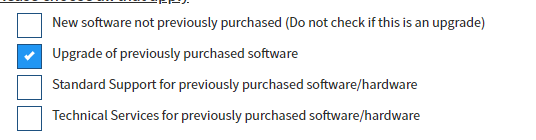 New software not previously purchased (Do not check if this is an upgrade)
Upgrade of previously purchased software
Standard Support for previously purchased software/hardware
Technical Services for previously purchased software/hardware